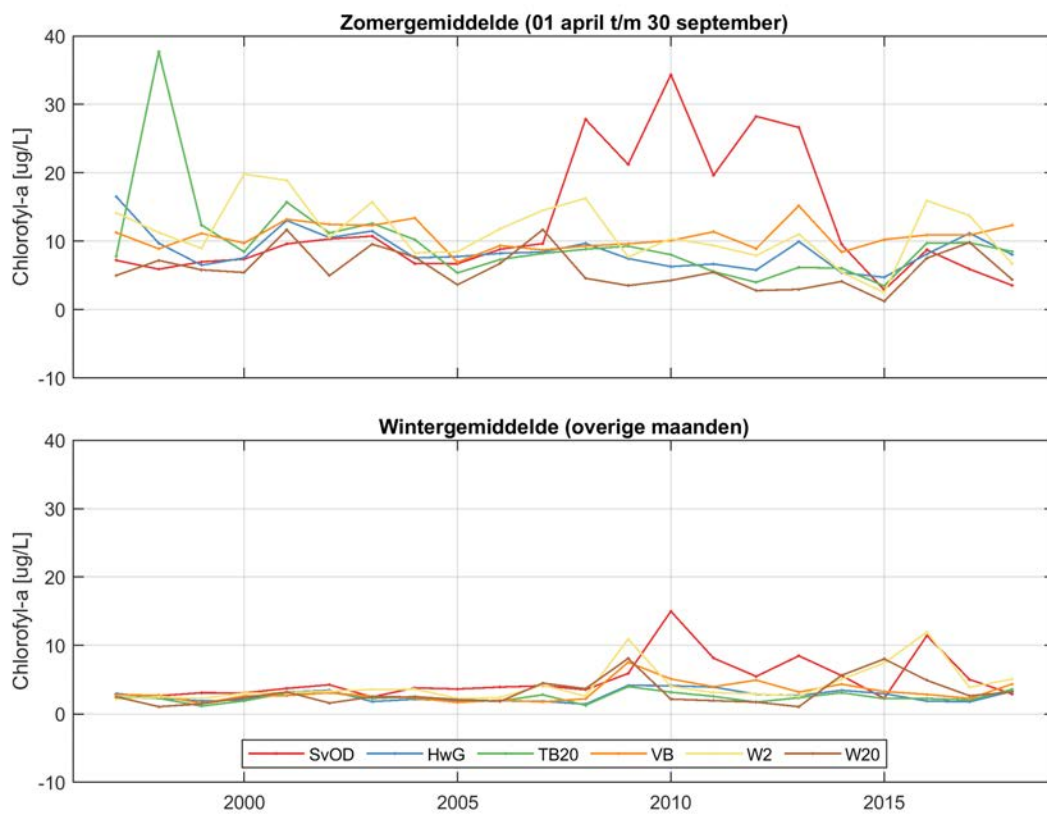 Zomergemiddelde (01 april t/m 30 september)
40
30
20
10
0
-10
Chlorofyl-a [ug/L]
Wintergemiddelde (overige maanden)
40
30
20
10
0
-10
Chlorofyl-a [ug/L]
SvOD HwG TB20 VB W2 W20
2000 2005 2010 2015